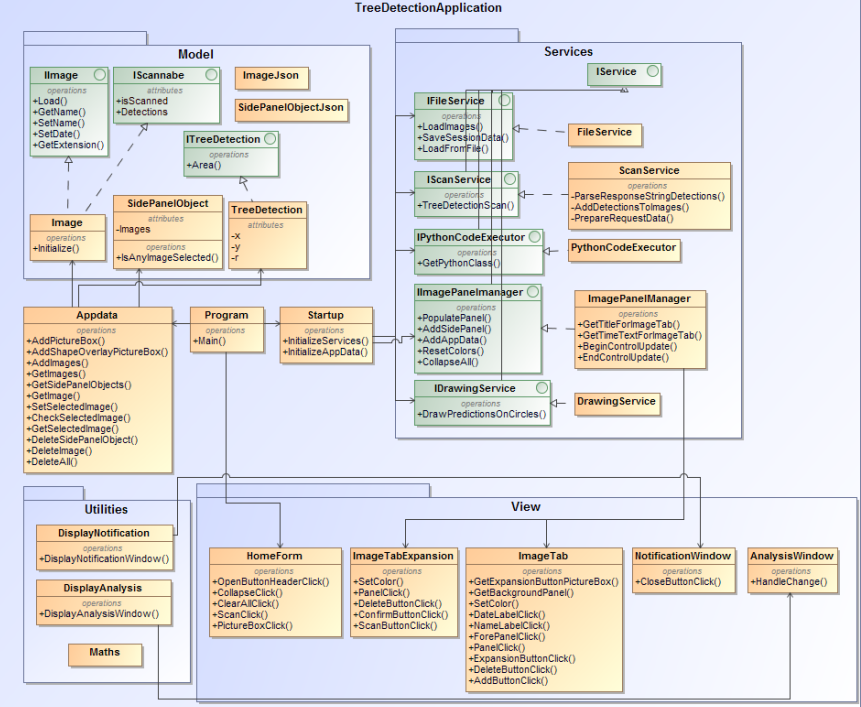 TreeDetectionApplication
Model
IImage
operations
+Load()
+GetName()
+SetName()
+SetDate()
+GetExtension()
IScannabe
attributes
+isScanned
+Detections
ImageJson
SidePanelObjectJson
ITreeDetection
operations
+Area()
Image
operations
+Initialize()
SidePanelObject
attributes
-Images
operations
+IsAnyImageSelected()
TreeDetection
attributes
-x
-y
-r
Services
IService
IFileService
operations
+LoadImages()
+SaveSessionData()
+LoadFromFile()
FileService
IScanService
operations
+TreeDetectionScan()
ScanService
operations
-ParseResponseStringDetections()
-AddDetectionsToImages()
-PrepareRequestData()
IPythonCodeExecutor
operations
+GetPythonClass()
PythonCodeExecutor
IImagePanelmanager
operations
+PopulatePanel()
+AddSidePanel()
+AddAppData()
+ResetColors()
+CollapseAll()
ImagePanelManager
operations
+GetTitleForImageTab()
+GetTimeTextForImageTab()
+BeginControlUpdate()
+EndControlUpdate()
IDrawingService
operations
+DrawPredictionsOnCircles()
DrawingService
Appdata
operations
+AddPictureBox()
+AddShapeOverlayPictureBox()
+AddImages()
+GetImages()
+GetSidePanelObjects()
+GetImage()
+SetSelectedImage()
+CheckSelectedImage()
+GetSelectedImage()
+DeleteSidePanelObject()
+DeleteImage()
+DeleteAll()
Program
operations
+Main()
Startup
operations
+InitializeServices()
+InitializeAppData()
Utilities
DisplayNotification
operations
+DisplayNotificationWindow()
DisplayAnalysis
operations
+DisplayAnalysisWindow()
Maths
View
HomeForm
operations
+OpenButtonHeaderClick()
+CollapseClick()
+ClearAllClick()
+ScanClick()
+PictureBoxClick()
ImageTabExpansion
operations
+SetColor()
+PanelClick()
+DeleteButtonClick()
+ConfirmButtonClick()
+ScanButtonClick()
ImageTab
operations
+GetExpansionButtonPictureBox()
+GetBackgroundPanel()
+SetColor()
+DateLabelClick()
+NameLabelClick()
+ForePanelClick()
+PanelClick()
+ExpansionButtonClick()
+DeleteButtonClick()
+AddButtonClick()
NotificationWindow
operations
+CloseButtonClick()
AnalysisWindow
operations
+HandleChange()